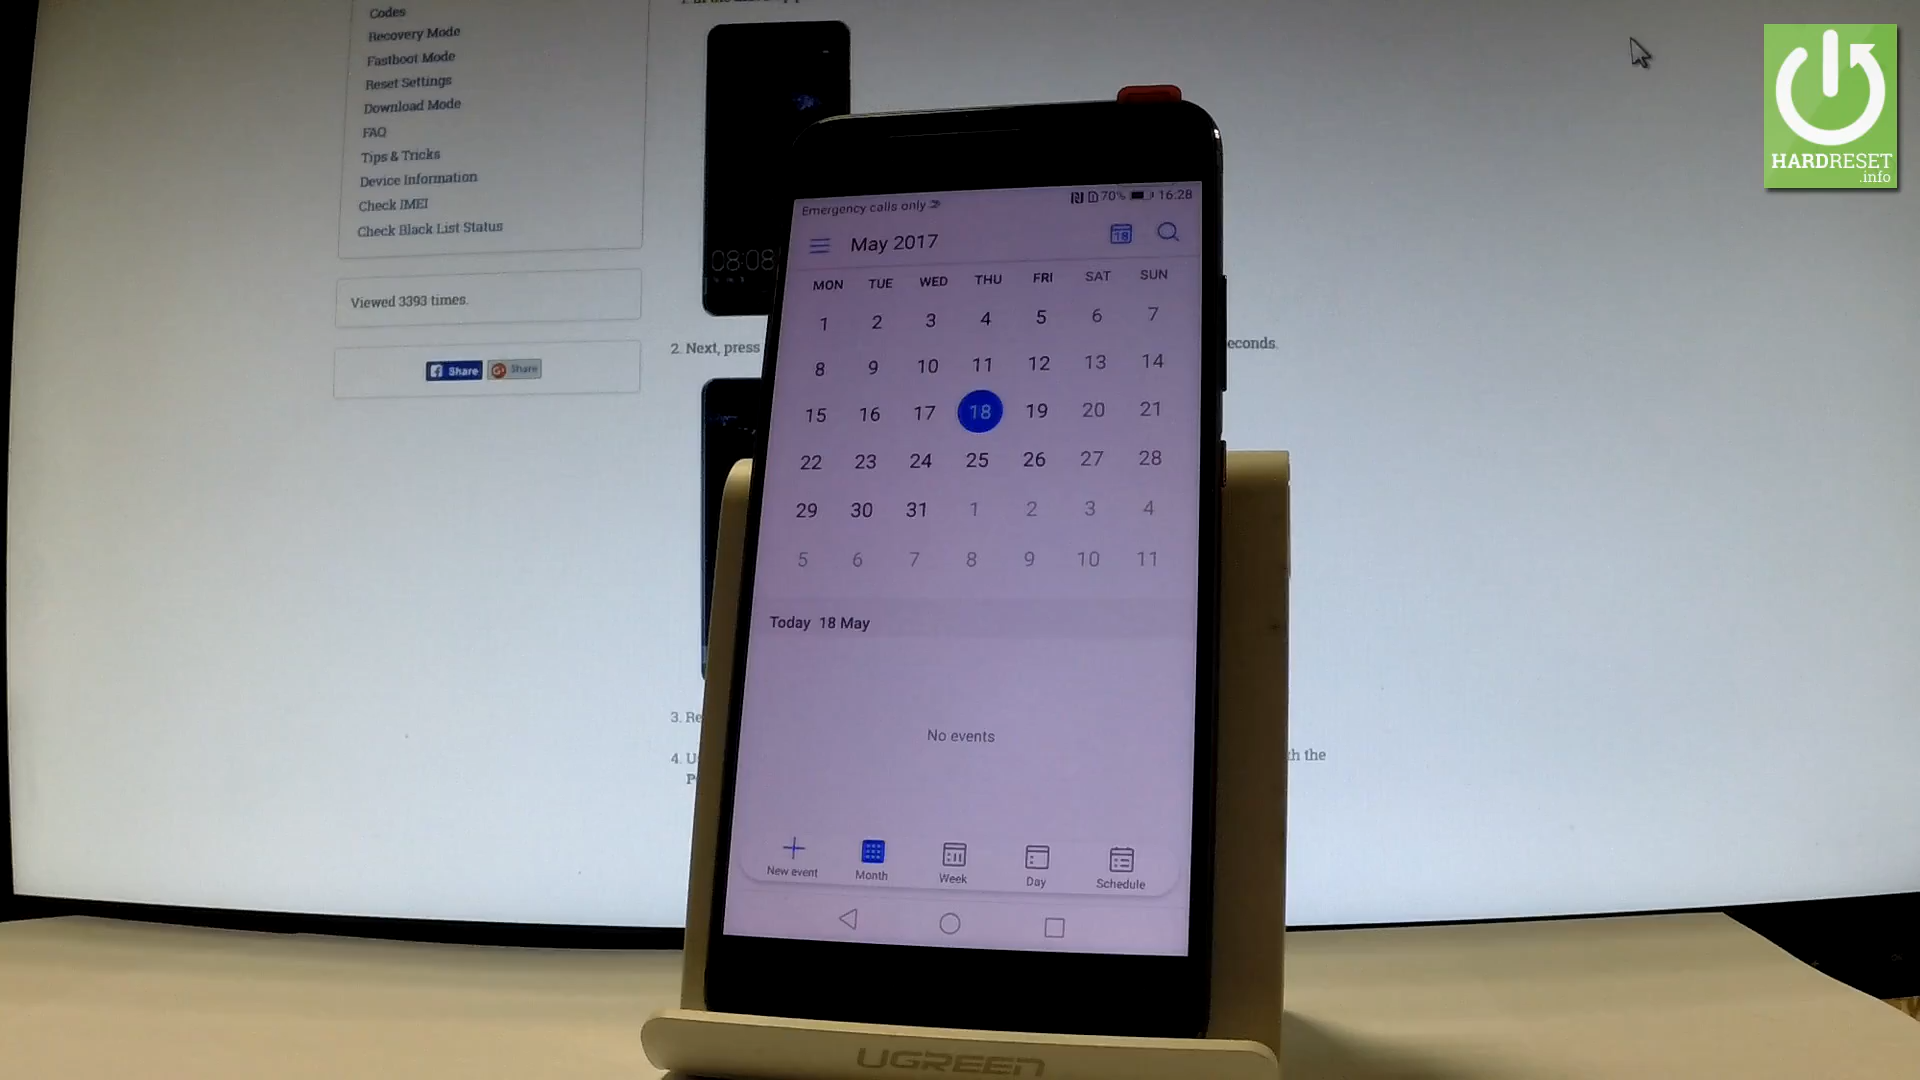 Codes
Recovery Mode
Fastboot Mode
Reset Settings
Download Mode
FAQ
Tips & Tricks
Device Information
Check IMEI
Check Black List Status
Viewed 3393 times.
Share
Share
08:08
2. Next, press
econds.
3. Re
4. U
th the
HARDRESET
.info
Emergency calls only
70% 16:28
May 2017
18
MON TUE WED THU FRI SAT SUN
1 2 3 4 5 6 7
8 9 10 11 12 13 14
15 16 17 18 19 20 21
22 23 24 25 26 27 28
29 30 31 1 2 3 4
5 6 7 8 9 10 11
Today 18 May
No events
New event Month Week Day Schedule
UGREEN